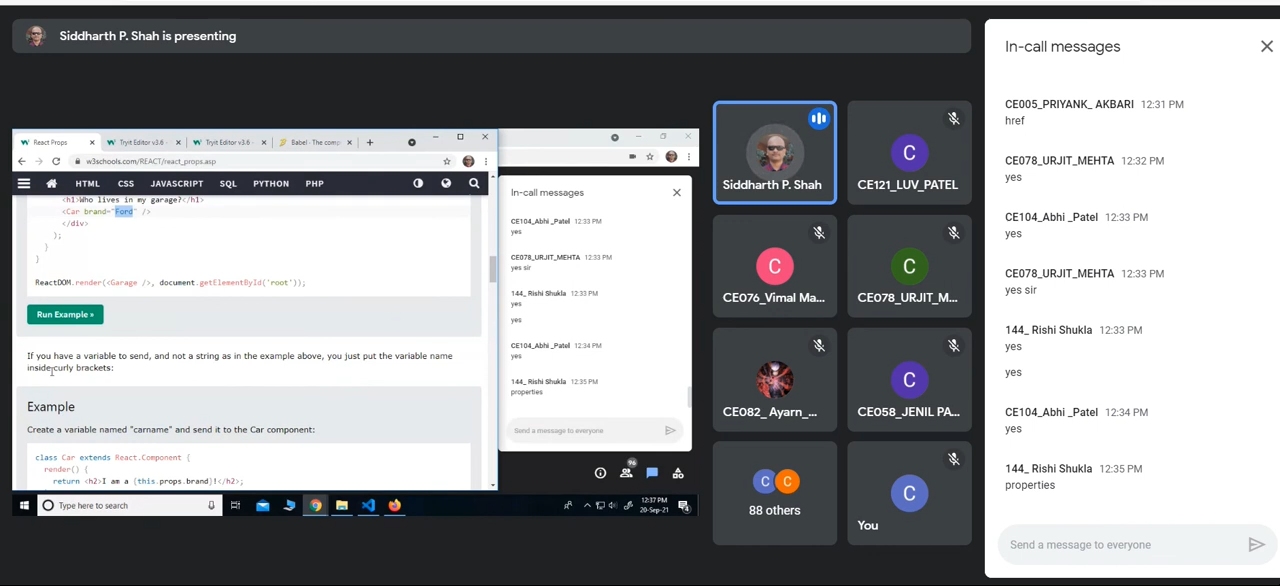 Siddharth P. Shah is presenting
React Props
Tryit Editor v3.6
Tryit Editor v3.6
Babel - The comp
w3schools.com/REACT/react_props.asp
HTML CSS JAVASCRIPT SQL PYTHON PHP
<h1>Who lives in my garage?</h1>
<Car brand="Ford" />
</div>
);
}
}
ReactDOM.render(<Garage />, document.getElementById('root'));
Run Example »
If you have a variable to send, and not a string as in the example above, you just put the variable name
inside curly brackets:
Example
Create a variable named "carname" and send it to the Car component:
class Car extends React.Component {
render() {
return <h2>I am a {this.props.brand}!</h2>;
Type here to search
12:37 PM
20-Sep-21
4
In-call messages
CE104_Abhi _Patel 12:33 PM
yes
CE078_URJIT_MEHTA 12:33 PM
yes sir
144_ Rishi Shukla 12:33 PM
yes
yes
CE104_Abhi _Patel 12:34 PM
yes
144_ Rishi Shukla 12:35 PM
properties
Send a message to everyone
96
Siddharth P. Shah
C
CE121_LUV_PATEL
C
CE076_Vimal Ma...
C
CE078_URJIT_M...
CE082_ Ayarn_...
C
CE058_JENIL PA...
C C
88 others
C
You
In-call messages
CE005_PRIYANK_ AKBARI 12:31 PM
href
CE078_URJIT_MEHTA 12:32 PM
yes
CE104_Abhi _Patel 12:33 PM
yes
CE078_URJIT_MEHTA 12:33 PM
yes sir
144_ Rishi Shukla 12:33 PM
yes
yes
CE104_Abhi _Patel 12:34 PM
yes
144_ Rishi Shukla 12:35 PM
properties
Send a message to everyone